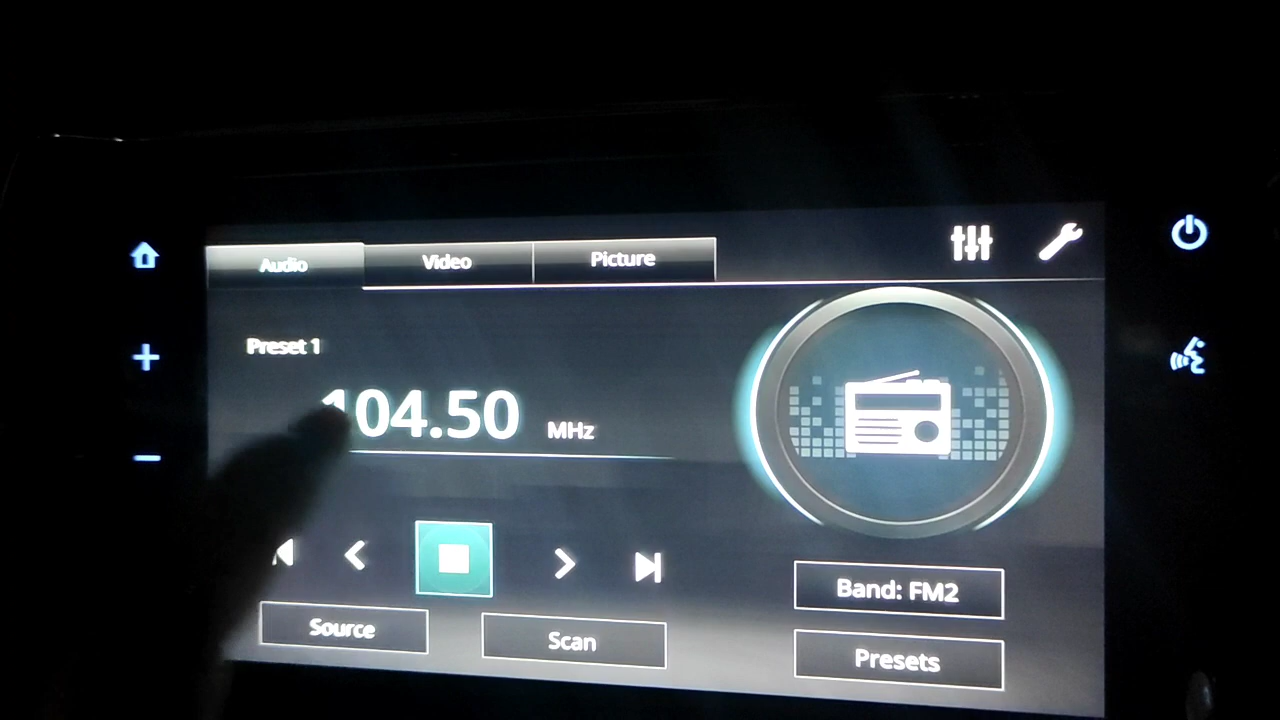 Audio Video Picture
Preset 1
104.50 MHz
Source Scan
Band: FM2
Presets